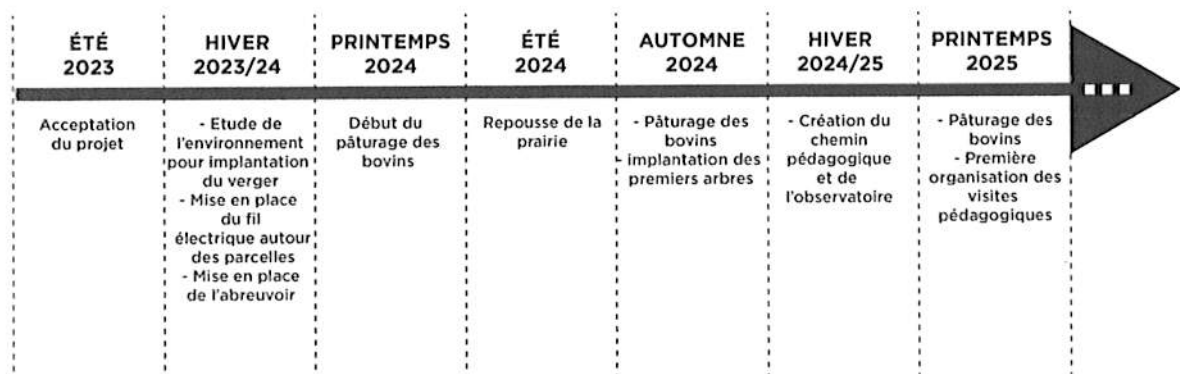 ÉTÉ
2023
Acceptation
du projet
HIVER
2023/24
- Etude de
l'environnement
pour implantation
du verger
- Mise en place
du fil
électrique autour
des parcelles
- Mise en place
de l'abreuvoir
PRINTEMPS
2024
Début du
pâturage des
bovins
ÉTÉ
2024
Repousse de la
prairie
AUTOMNE
2024
- Pâturage des
bovins
- implantation des
premiers arbres
HIVER
2024/25
- Création du
chemin
pédagogique
et de
l'observatoire
PRINTEMPS
2025
- Pâturage des
bovins
- Première
organisation des
visites
pédagogiques